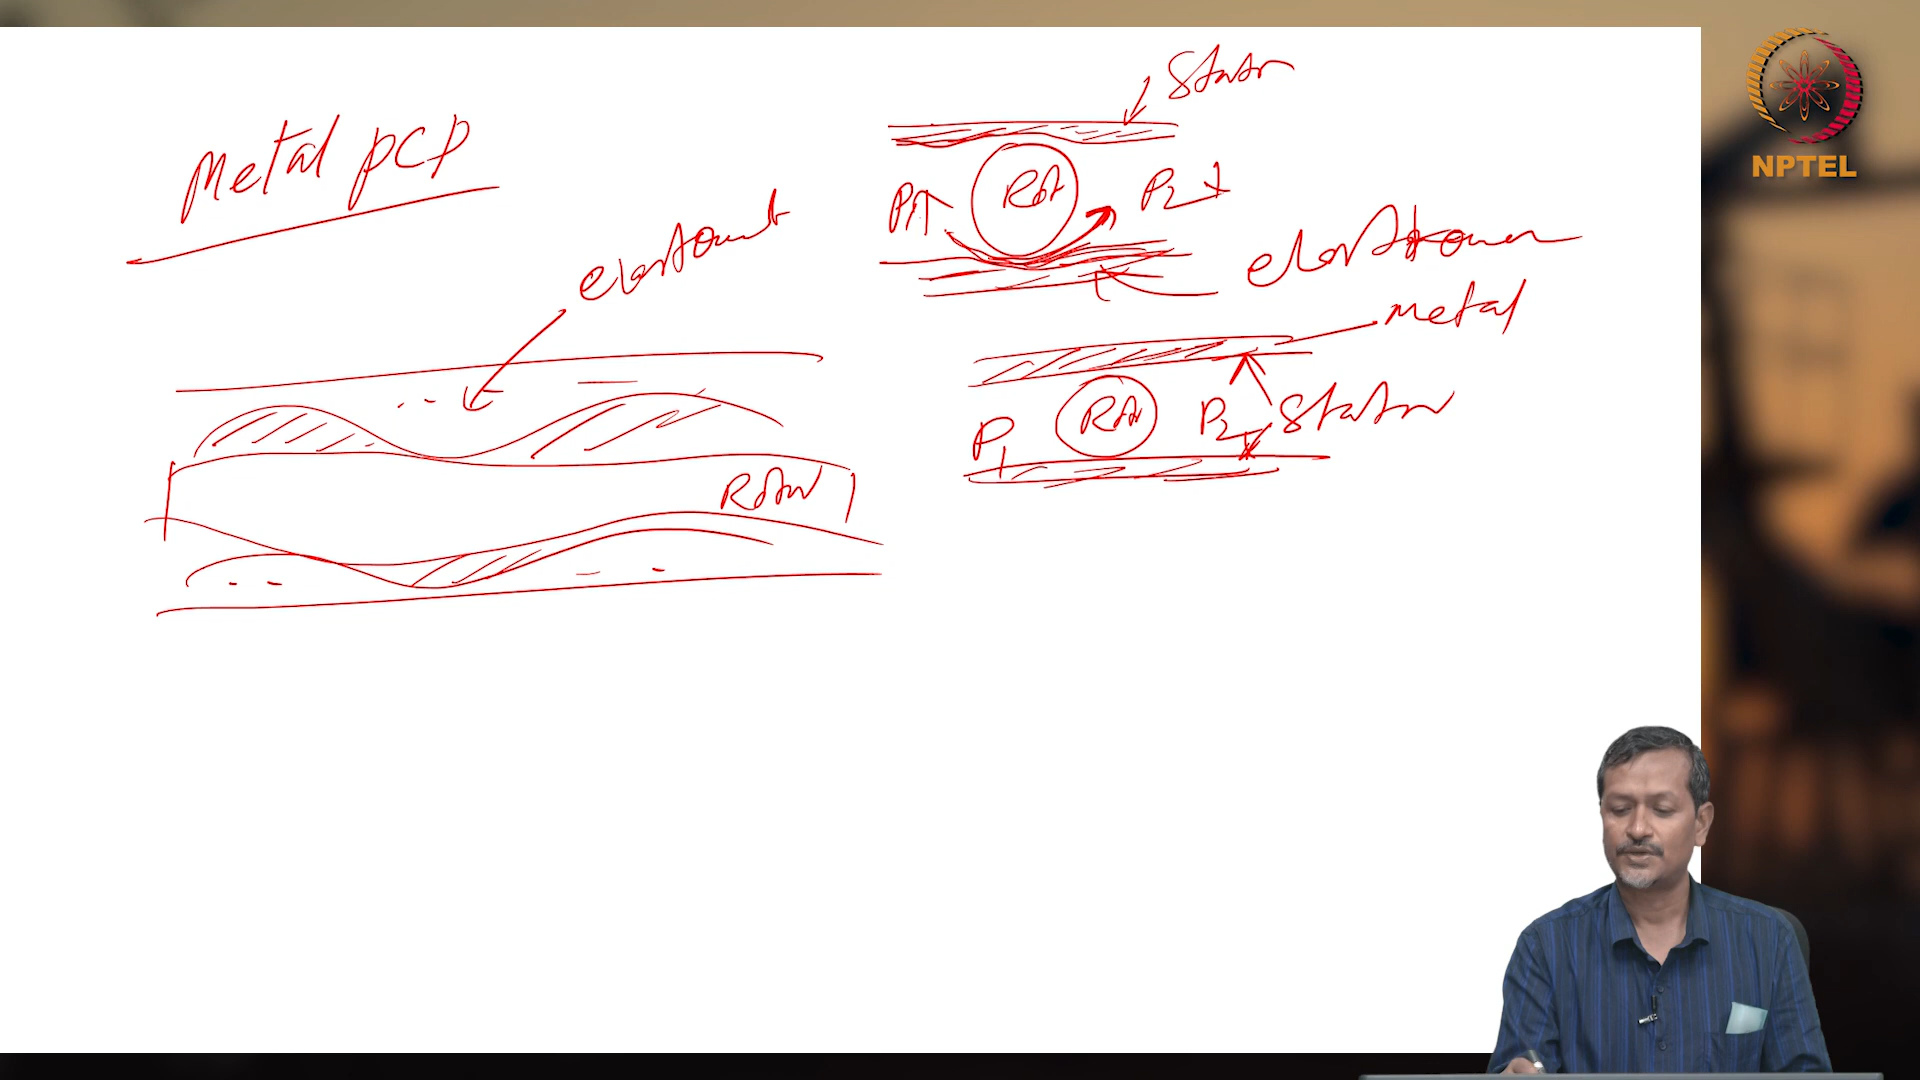 Metal PCP
elastomer
Rotor
Stator
P1↑
Rot
P2↓
elastomer
metal
P1
Rot
P2
Stator
NPTEL